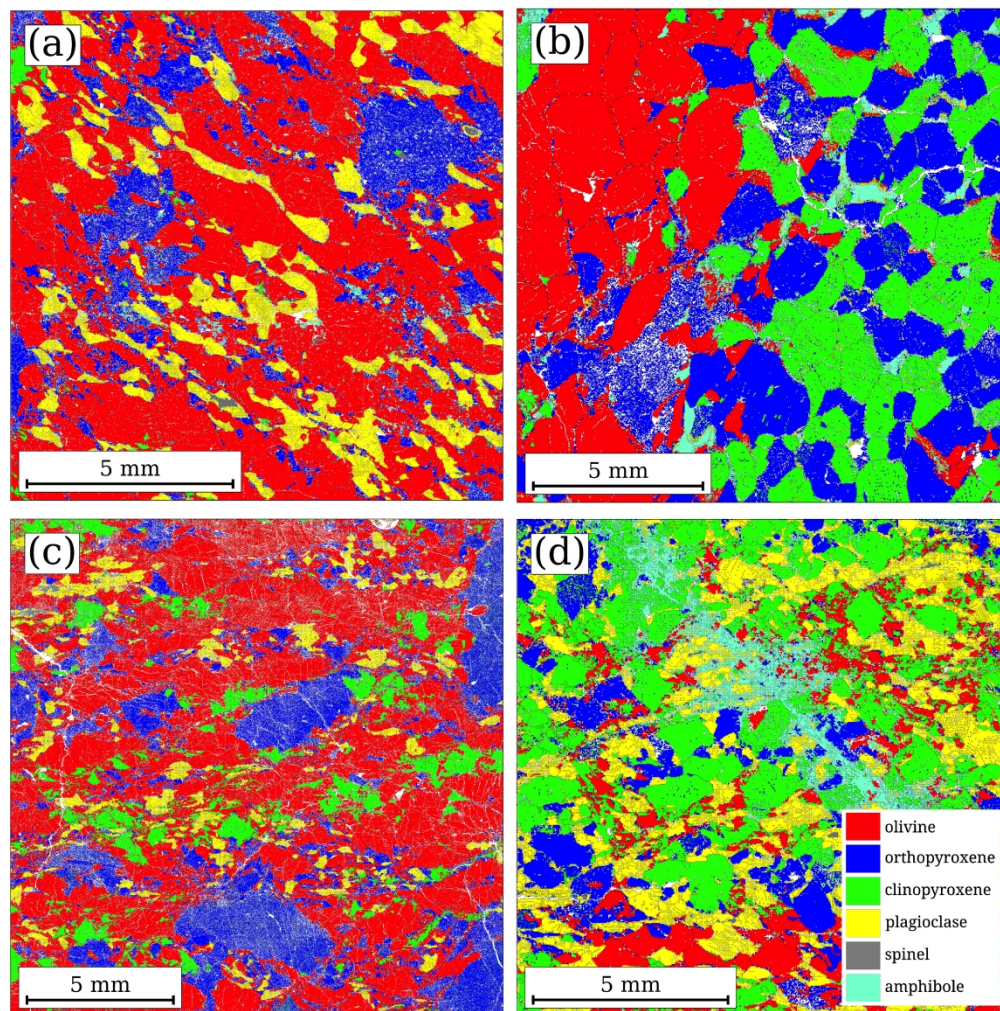 (a)
(b)
5 mm
5 mm
(c)
(d)
olivine
orthopyroxene
clinopyroxene
plagioclase
spinel
amphibole
5 mm
5 mm